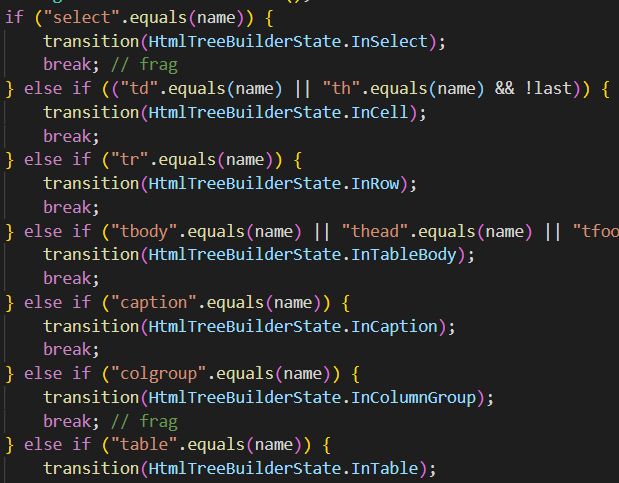 if ("select".equals(name)) {
    transition(HtmlTreeBuilderState.InSelect);
    break; // frag
} else if (("td".equals(name) || "th".equals(name) && !last)) {
    transition(HtmlTreeBuilderState.InCell);
    break;
} else if ("tr".equals(name)) {
    transition(HtmlTreeBuilderState.InRow);
    break;
} else if ("tbody".equals(name) || "thead".equals(name) || "tfoo
    transition(HtmlTreeBuilderState.InTableBody);
    break;
} else if ("caption".equals(name)) {
    transition(HtmlTreeBuilderState.InCaption);
    break;
} else if ("colgroup".equals(name)) {
    transition(HtmlTreeBuilderState.InColumnGroup);
    break; // frag
} else if ("table".equals(name)) {
    transition(HtmlTreeBuilderState.InTable);